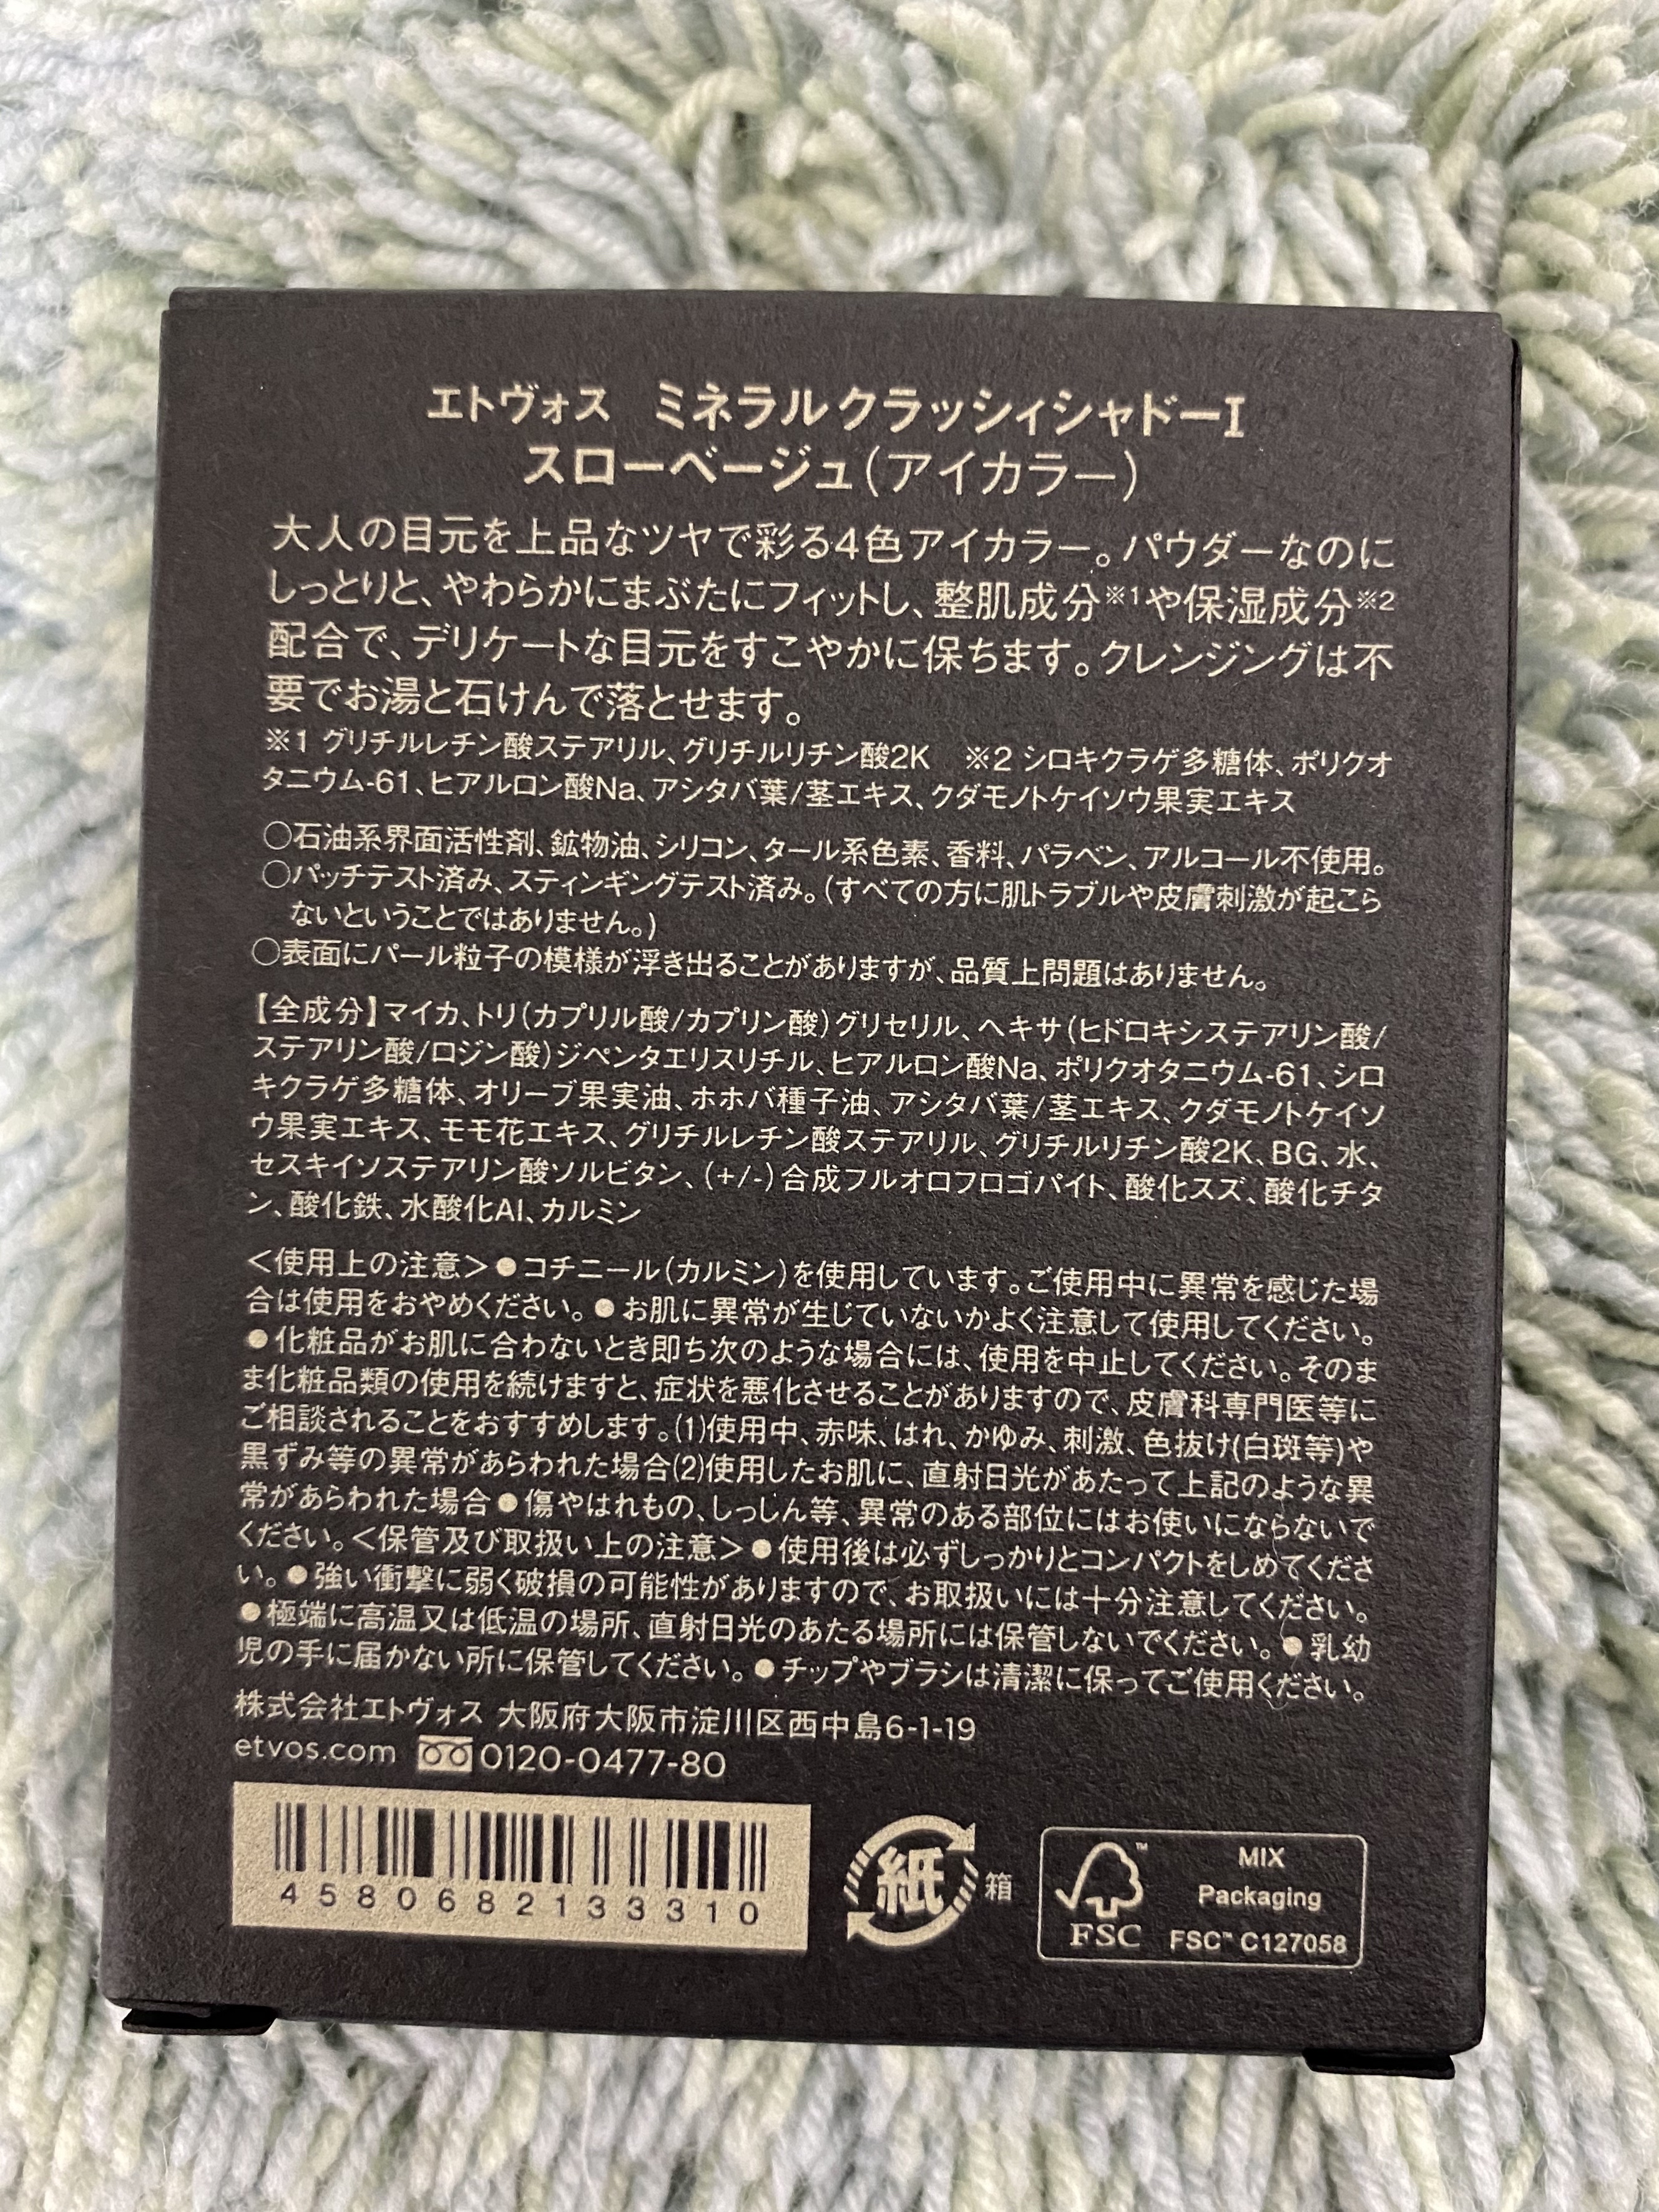 エトヴォス　ミネラルクラッシィシャドーI
スローベージュ(アイカラー)
大人の目元を上品なツヤで彩る4色アイカラー。パウダーなのに
しっとりと、やわらかにまぶたにフィットし、整肌成分※1や保湿成分※2
配合で、デリケートな目元をすこやかに保ちます。クレンジングは不
要でお湯と石けんで落とせます。
※1 グリチルレチン酸ステアリル、グリチルリチン酸2K　※2 シロキクラゲ多糖体、ポリクオ
タニウム-61、ヒアルロン酸Na、アシタバ葉/茎エキス、クダモノトケイソウ果実エキス
○石油系界面活性剤、鉱物油、シリコン、タール系色素、香料、パラベン、アルコール不使用。
○パッチテスト済み、スティンギングテスト済み。(すべての方に肌トラブルや皮膚刺激が起こら
ないということではありません。)
○表面にパール粒子の模様が浮き出ることがありますが、品質上問題はありません。
【全成分】マイカ、トリ(カプリル酸/カプリン酸)グリセリル、ヘキサ(ヒドロキシステアリン酸/
ステアリン酸/ロジン酸)ジペンタエリスリチル、ヒアルロン酸Na、ポリクオタニウム-61、シロ
キクラゲ多糖体、オリーブ果実油、ホホバ種子油、アシタバ葉/茎エキス、クダモノトケイソ
ウ果実エキス、モモ花エキス、グリチルレチン酸ステアリル、グリチルリチン酸2K、BG、水、
セスキイソステアリン酸ソルビタン、(+/-)合成フルオロフロゴパイト、酸化スズ、酸化チタ
ン、酸化鉄、水酸化Al、カルミン
＜使用上の注意＞●コチニール(カルミン)を使用しています。ご使用中に異常を感じた場
合は使用をおやめください。●お肌に異常が生じていないかよく注意して使用してください。
●化粧品がお肌に合わないとき即ち次のような場合には、使用を中止してください。そのま
ま化粧品類の使用を続けますと、症状を悪化させることがありますので、皮膚科専門医等に
ご相談されることをおすすめします。(1)使用中、赤味、はれ、かゆみ、刺激、色抜け(白斑等)や
黒ずみ等の異常があらわれた場合(2)使用したお肌に、直射日光があたって上記のような異
常があらわれた場合●傷やはれもの、しっしん等、異常のある部位にはお使いにならないで
ください。＜保管及び取扱い上の注意＞●使用後は必ずしっかりとコンパクトをしめてくださ
い。●強い衝撃に弱く破損の可能性がありますので、お取扱いには十分注意してください。
●極端に高温又は低温の場所、直射日光のあたる場所には保管しないでください。●乳幼
児の手に届かない所に保管してください。●チップやブラシは清潔に保ってご使用ください。
株式会社エトヴォス 大阪府大阪市淀川区西中島6-1-19
etvos.com 0120-0477-80
4580682133310
紙 箱
FSC™
MIX
Packaging
FSC™ C127058